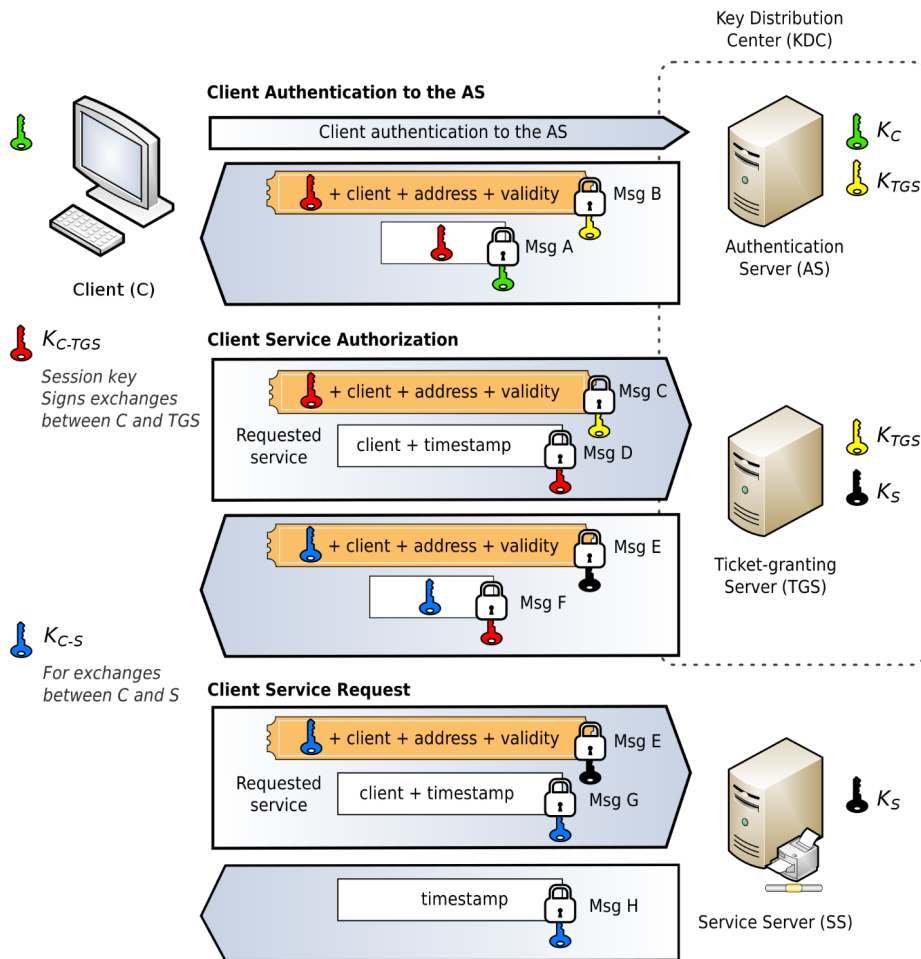 Key Distribution
Center (KDC)
Client Authentication to the AS
Client authentication to the AS
K_C
+ client + address + validity
Msg B
K_TGS
Msg A
Authentication
Server (AS)
Client (C)
Client Service Authorization
K_C-TGS
Session key
Signs exchanges
between C and TGS
+ client + address + validity
Msg C
Requested
service
client + timestamp
Msg D
K_TGS
K_S
+ client + address + validity
Msg E
Msg F
Ticket-granting
Server (TGS)
K_C-S
For exchanges
between C and S
Client Service Request
+ client + address + validity
Msg E
Requested
service
client + timestamp
Msg G
K_S
timestamp
Msg H
Service Server (SS)